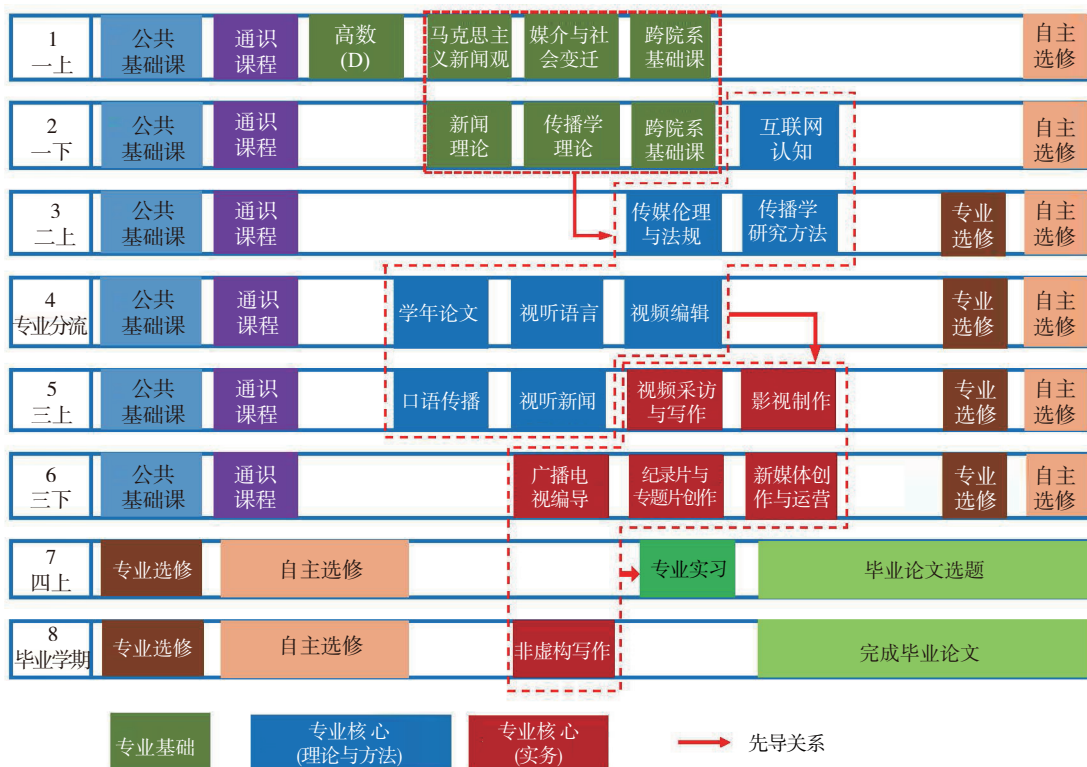 1
一上
公共
基础课
通识
课程
高数
(D)
马克思主
义新闻观
媒介与社
会变迁
跨院系
基础课
自主
选修
2
一下
公共
基础课
通识
课程
新闻
理论
传播学
理论
跨院系
基础课
互联网
认知
自主
选修
3
二上
公共
基础课
通识
课程
传媒伦理
与法规
传播学
研究方法
专业
选修
自主
选修
4
专业分流
公共
基础课
通识
课程
学年论文
视听语言
视频编辑
专业
选修
自主
选修
5
三上
公共
基础课
通识
课程
口语传播
视听新闻
视频采访
与写作
影视制作
专业
选修
自主
选修
6
三下
公共
基础课
通识
课程
广播电
视编导
纪录片与
专题片创作
新媒体创
作与运营
专业
选修
自主
选修
7
四上
专业选修
自主选修
专业实习
毕业论文选题
8
毕业学期
专业选修
自主选修
非虚构写作
完成毕业论文
专业基础
专业核心
(理论与方法)
专业核心
(实务)
先导关系